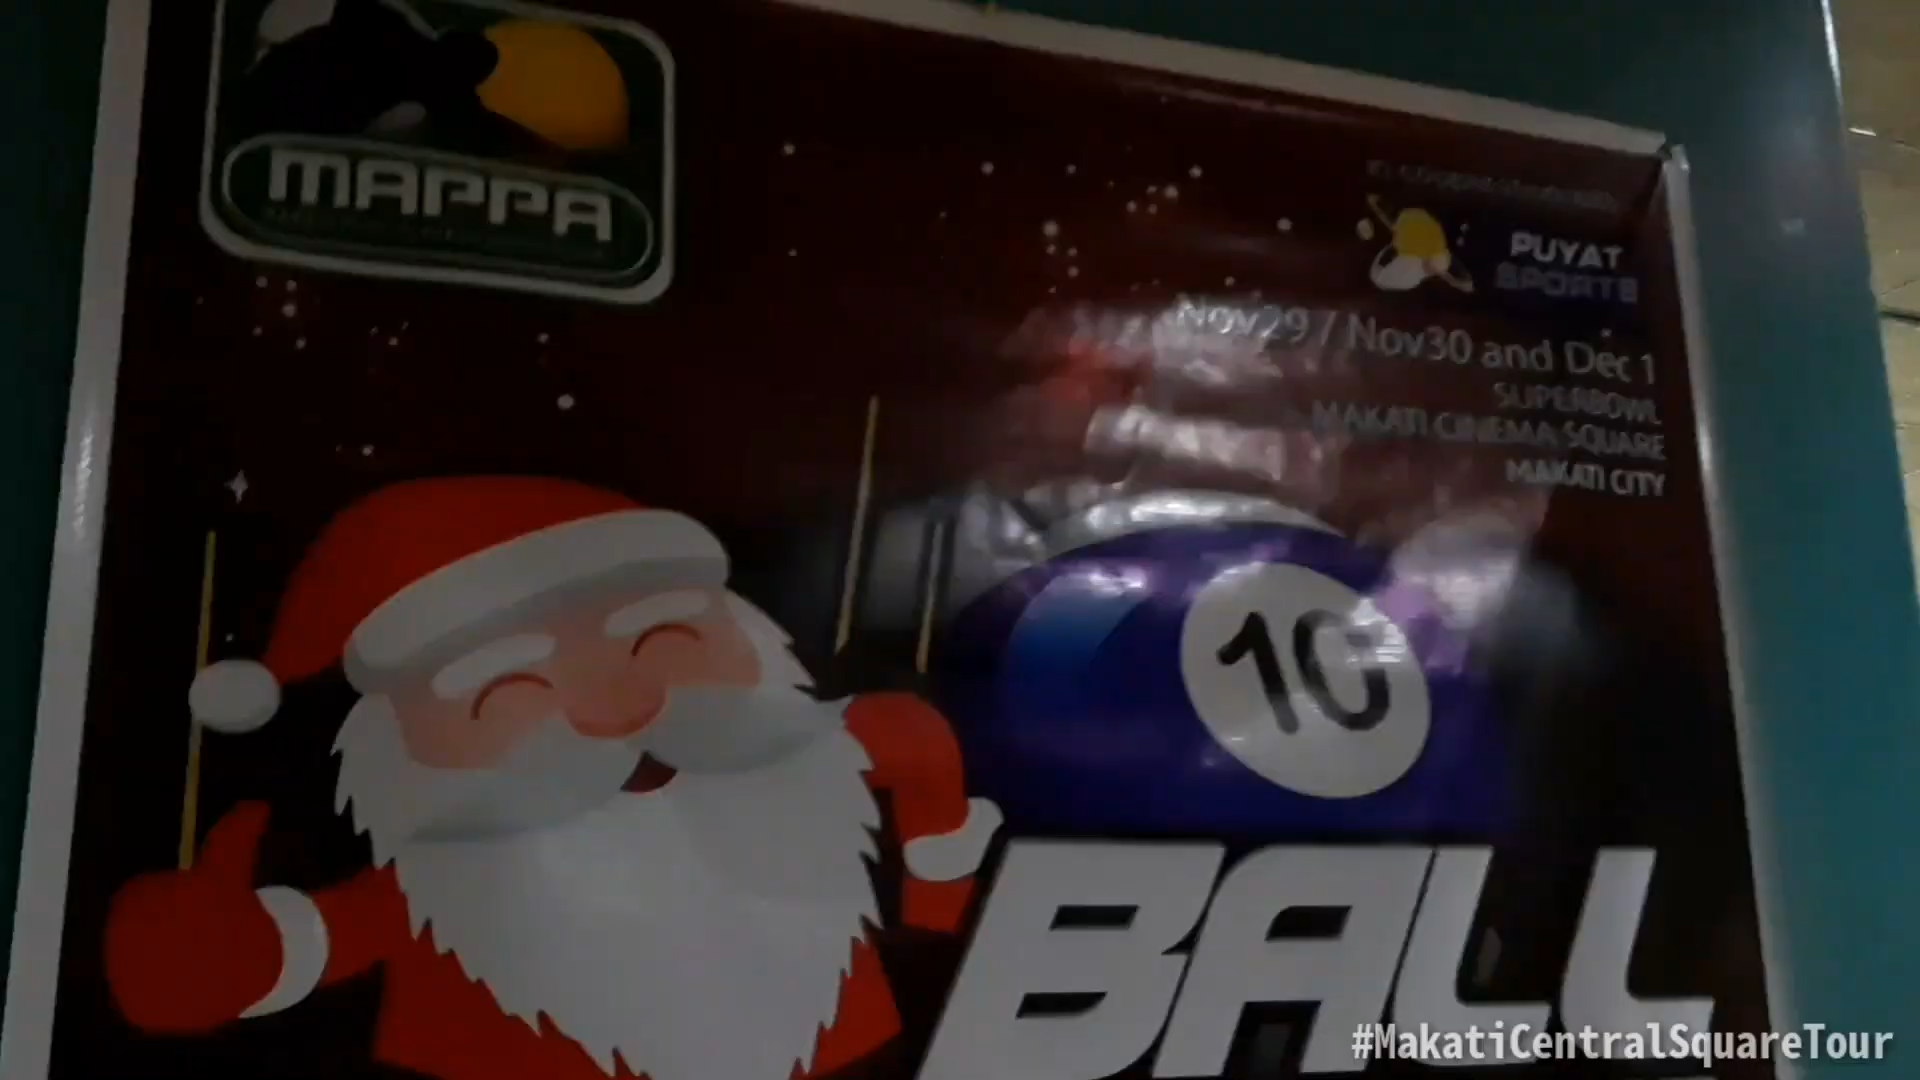 MAPPA
PUYAT
SPORTS
Nov29 / Nov30 and Dec 1
SUPERBOWL
MAKATI CINEMA SQUARE
MAKATI CITY
10
BALL
#MakatiCentralSquareTour